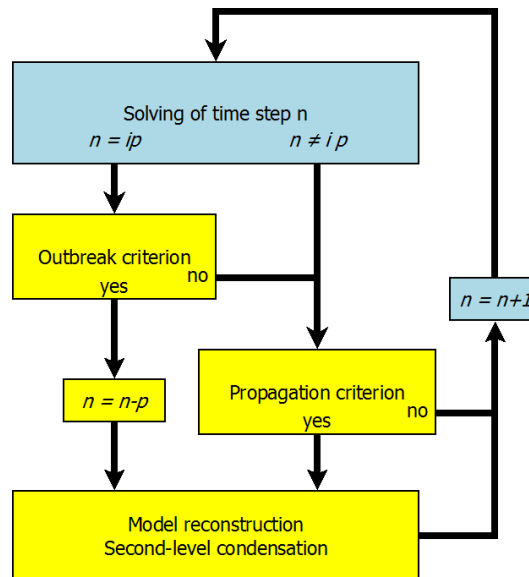 Solving of time step n
n = ip
n ≠ i p
Outbreak criterion
yes
no
n = n+1
n = n-p
Propagation criterion
yes
no
Model reconstruction
Second-level condensation